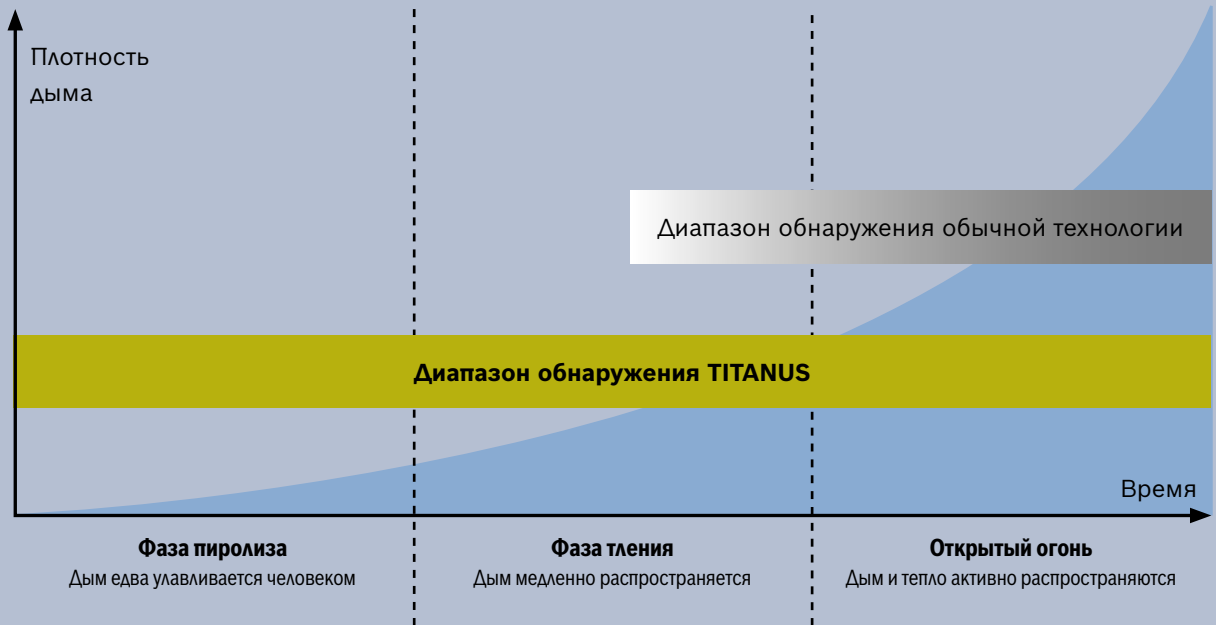 Плотность
дыма
Диапазон обнаружения обычной технологии
Диапазон обнаружения TITANUS
Время
Фаза пиролиза
Дым едва улавливается человеком
Фаза тления
Дым медленно распространяется
Открытый огонь
Дым и тепло активно распространяются